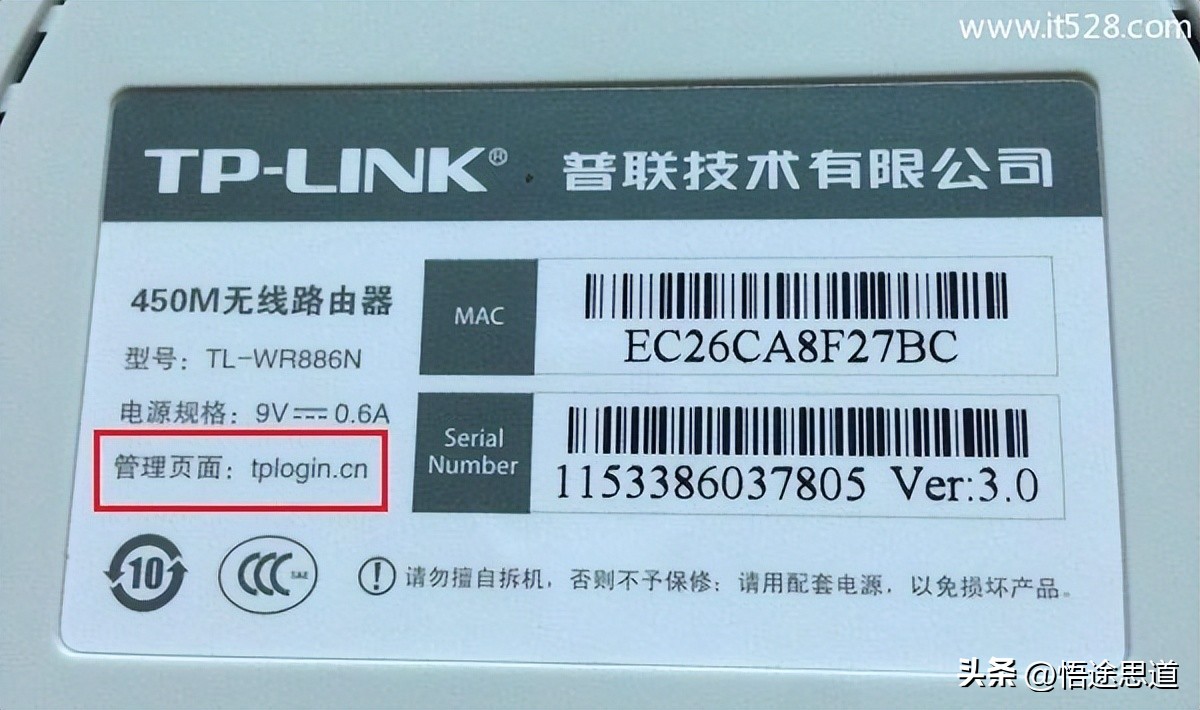 www.it528.com
TP-LINK® 普联技术有限公司
450M无线路由器
型号：TL-WR886N
电源规格：9V⎓0.6A
管理页面：tplogin.cn
MAC
EC26CA8F27BC
Serial
Number
1153386037805 Ver:3.0
10
CCC S&E
请勿擅自拆机，否则不予保修；请用配套电源，以免损坏产品。
头条 @悟途思道